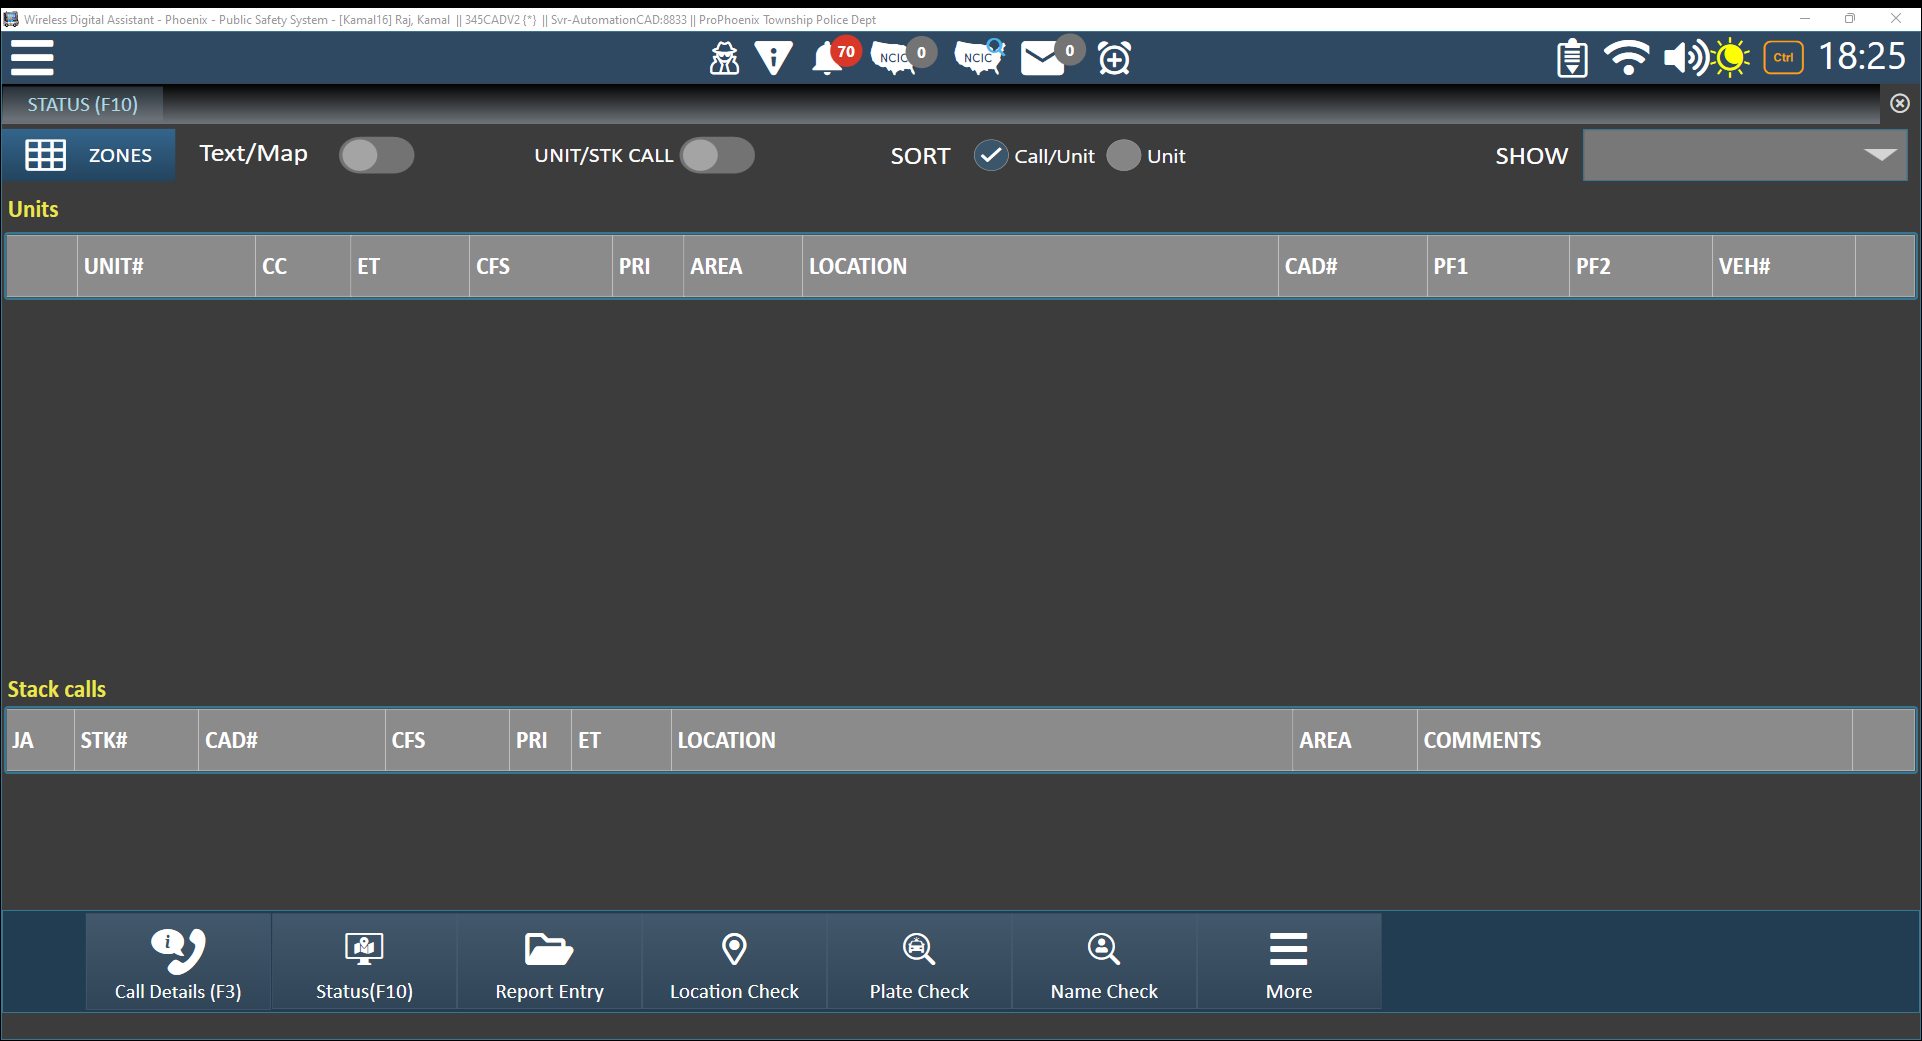 Wireless Digital Assistant - Phoenix - Public Safety System - [Kamal16] Raj, Kamal || 345CADV2 {*} || Svr-AutomationCAD:8833 || ProPhoenix Township Police Dept
i 70 NCIC 0 NCIC 0 Ctrl 18:25
STATUS (F10)
ZONES Text/Map UNIT/STK CALL SORT Call/Unit Unit SHOW
Units
UNIT# CC ET CFS PRI AREA LOCATION CAD# PF1 PF2 VEH#
Stack calls
JA STK# CAD# CFS PRI ET LOCATION AREA COMMENTS
i
Call Details (F3) Status(F10) Report Entry Location Check Plate Check Name Check More